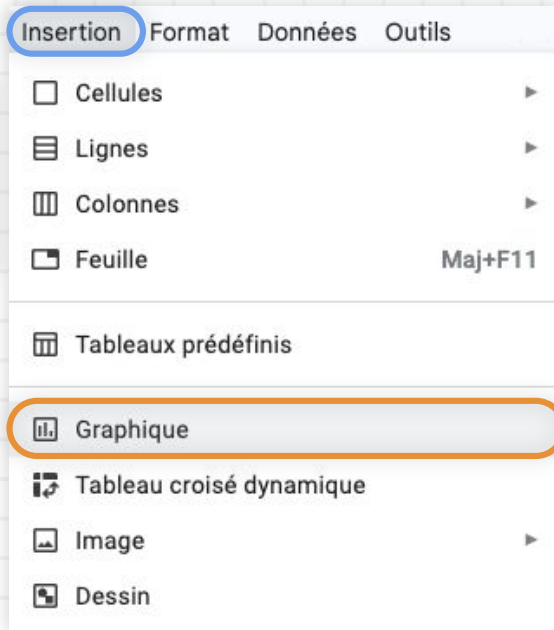 Insertion Format Données Outils
Cellules
Lignes
Colonnes
Feuille Maj+F11
Tableaux prédéfinis
Graphique
Tableau croisé dynamique
Image
Dessin